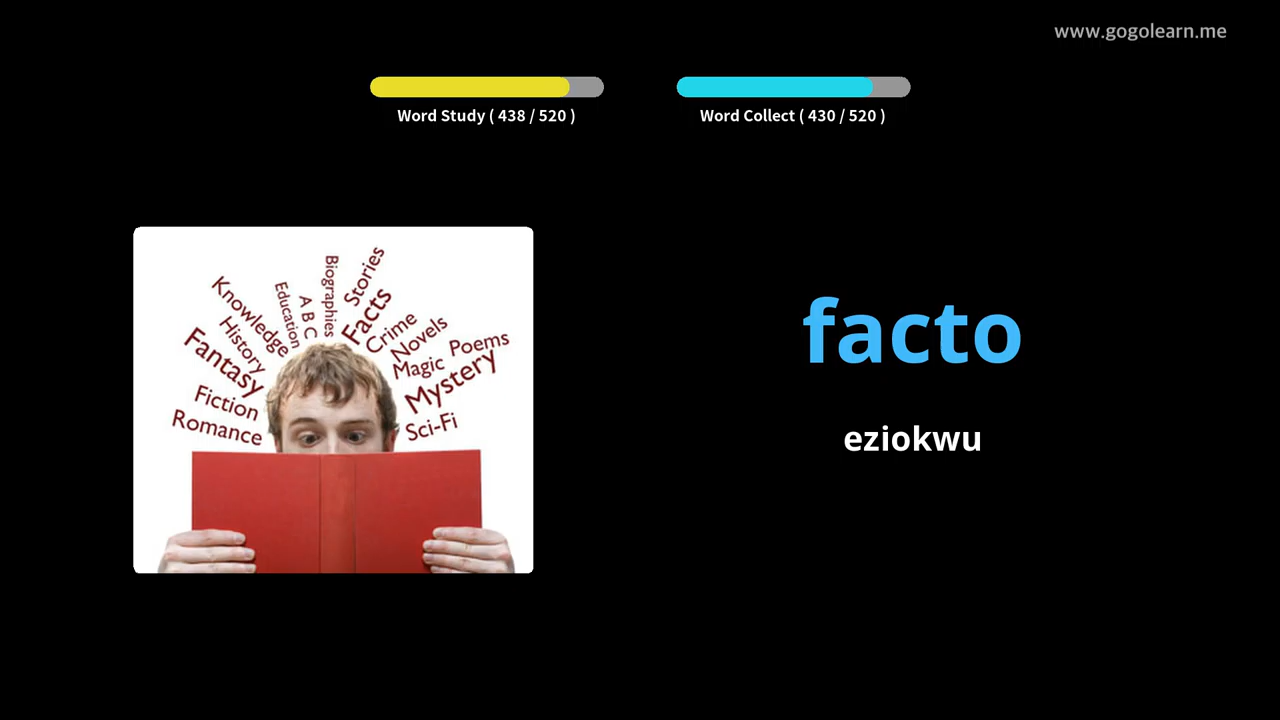 www.gogolearn.me
Word Study ( 438 / 520 )
Word Collect ( 430 / 520 )
Biographies
Stories
Education
A B C
Facts
Knowledge
Crime
History
Novels
Poems
Fantasy
Magic
Mystery
Fiction
Romance
Sci-Fi
facto
eziokwu